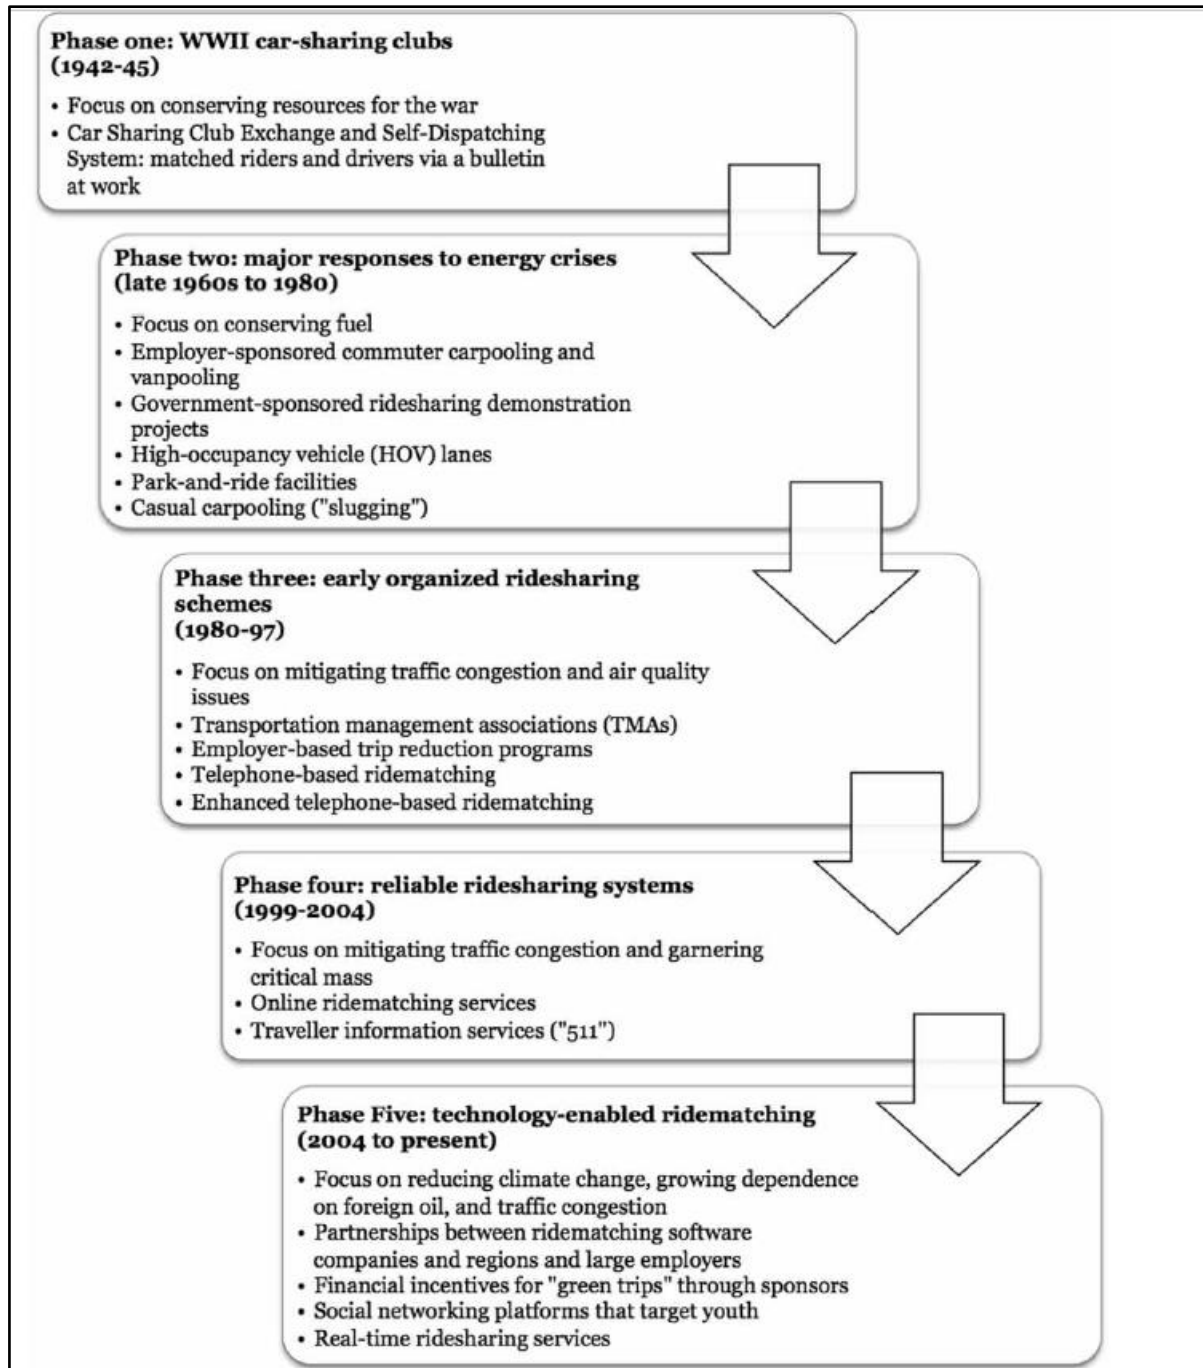 Phase one: WWII car-sharing clubs
(1942-45)
• Focus on conserving resources for the war
• Car Sharing Club Exchange and Self-Dispatching
System: matched riders and drivers via a bulletin
at work
Phase two: major responses to energy crises
(late 1960s to 1980)
• Focus on conserving fuel
• Employer-sponsored commuter carpooling and
vanpooling
• Government-sponsored ridesharing demonstration
projects
• High-occupancy vehicle (HOV) lanes
• Park-and-ride facilities
• Casual carpooling ("slugging")
Phase three: early organized ridesharing
schemes
(1980-97)
• Focus on mitigating traffic congestion and air quality
issues
• Transportation management associations (TMAs)
• Employer-based trip reduction programs
• Telephone-based ridematching
• Enhanced telephone-based ridematching
Phase four: reliable ridesharing systems
(1999-2004)
• Focus on mitigating traffic congestion and garnering
critical mass
• Online ridematching services
• Traveller information services ("511")
Phase Five: technology-enabled ridematching
(2004 to present)
• Focus on reducing climate change, growing dependence
on foreign oil, and traffic congestion
• Partnerships between ridematching software
companies and regions and large employers
• Financial incentives for "green trips" through sponsors
• Social networking platforms that target youth
• Real-time ridesharing services